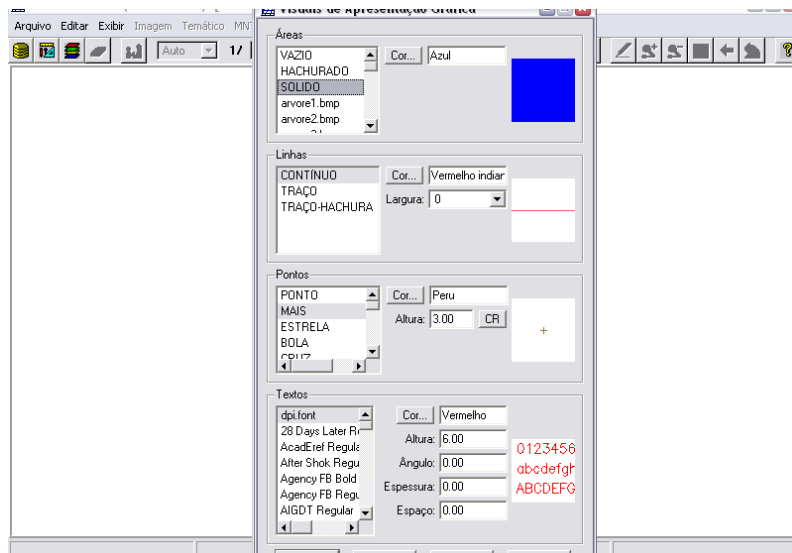 Visuais de Apresentação Gráfica
Arquivo Editar Exibir Imagem Temático MNT
Auto 1/
Áreas
VAZIO
HACHURADO
SOLIDO
arvore1.bmp
arvore2.bmp
Cor... Azul
Linhas
CONTÍNUO
TRAÇO
TRAÇO-HACHURA
Cor... Vermelho indiar
Largura: 0
Pontos
PONTO
MAIS
ESTRELA
BOLA
CRUZ
Cor... Peru
Altura: 3.00 CR
Textos
dpi.font
28 Days Later Re
AcadEref Regula
After Shok Regu
Agency FB Bold
Agency FB Regu
AIGDT Regular
Cor... Vermelho
Altura: 6.00
Ângulo: 0.00
Espessura: 0.00
Espaço: 0.00
0123456
abcdefgh
ABCDEFG